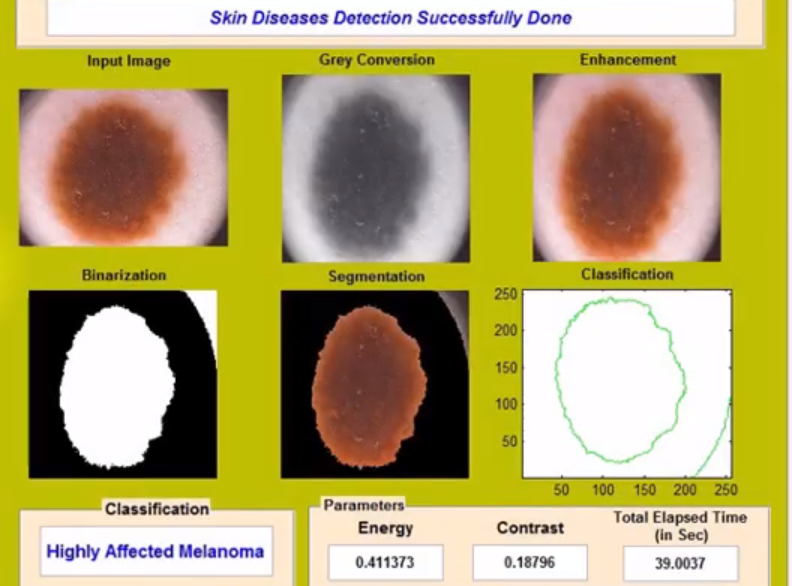 Skin Diseases Detection Successfully Done
Input Image
Grey Conversion
Enhancement
Binarization
Segmentation
Classification
250
200
150
100
50
50 100 150 200 250
Classification
Highly Affected Melanoma
Parameters
Energy
0.411373
Contrast
0.18796
Total Elapsed Time
(in Sec)
39.0037